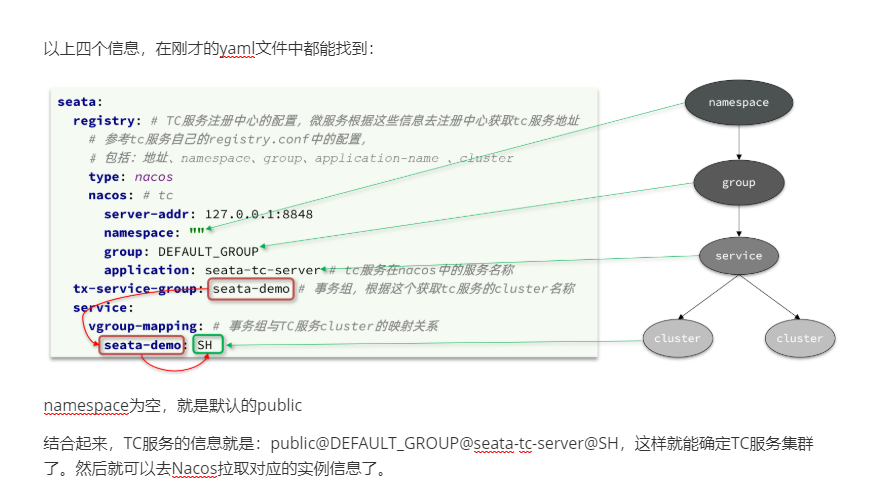 以上四个信息，在刚才的yaml文件中都能找到：
seata:
registry: # TC服务注册中心的配置，微服务根据这些信息去注册中心获取tc服务地址
# 参考tc服务自己的registry.conf中的配置，
# 包括：地址、namespace、group、application-name 、cluster
type: nacos
nacos: # tc
server-addr: 127.0.0.1:8848
namespace: ""
group: DEFAULT_GROUP
application: seata-tc-server # tc服务在nacos中的服务名称
tx-service-group: seata-demo # 事务组，根据这个获取tc服务的cluster名称
service:
vgroup-mapping: # 事务组与TC服务cluster的映射关系
seata-demo: SH
namespace
group
service
cluster
cluster
namespace为空，就是默认的public
结合起来，TC服务的信息就是：public@DEFAULT_GROUP@seata-tc-server@SH，这样就能确定TC服务集群
了。然后就可以去Nacos拉取对应的实例信息了。